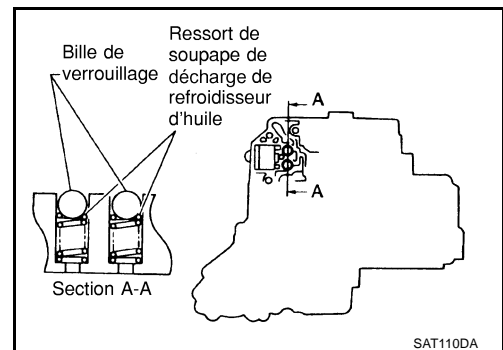 Bille de
verrouillage
Ressort de
soupape de
décharge de
refroidisseur
d'huile
A
A
Section A-A
SAT110DA